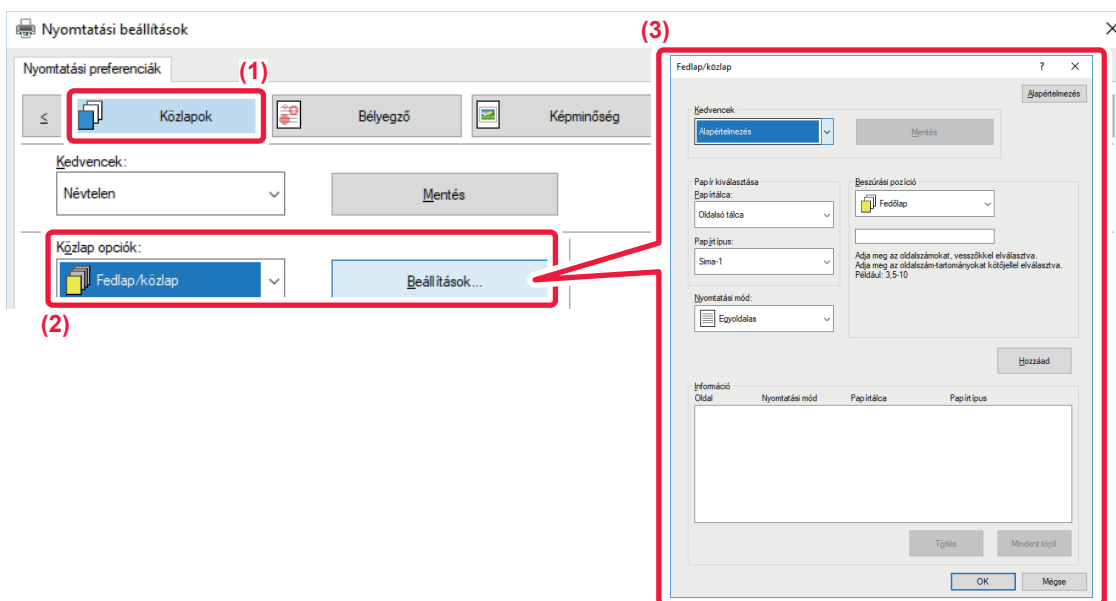 Nyomtatási beállítások
Nyomtatási preferenciák
(1)
<
Közlapok
Bélyegző
Képminőség
Kedvencek:
Névtelen
Mentés
Közlap opciók:
Fedlap/közlap
Beállítások...
(2)
(3)
Fedlap/közlap
?
Alapértelmezés
Kedvencek
Alapértelmezés
Mentés
Papír kiválasztása
Papírtálca:
Oldalsó tálca
Papírtípus:
Sima-1
Nyomtatási mód:
Egyoldalas
Beszúrási pozíció
Fedőlap
Adja meg az oldalszámokat, vesszőkkel elválasztva.
Adja meg az oldalszám-tartományokat kötőjellel elválasztva.
Például: 3,5-10
Hozzáad
Információ
Oldal Nyomtatási mód Papírtálca Papírtípus
Törlés
Mindent töröl
OK
Mégse